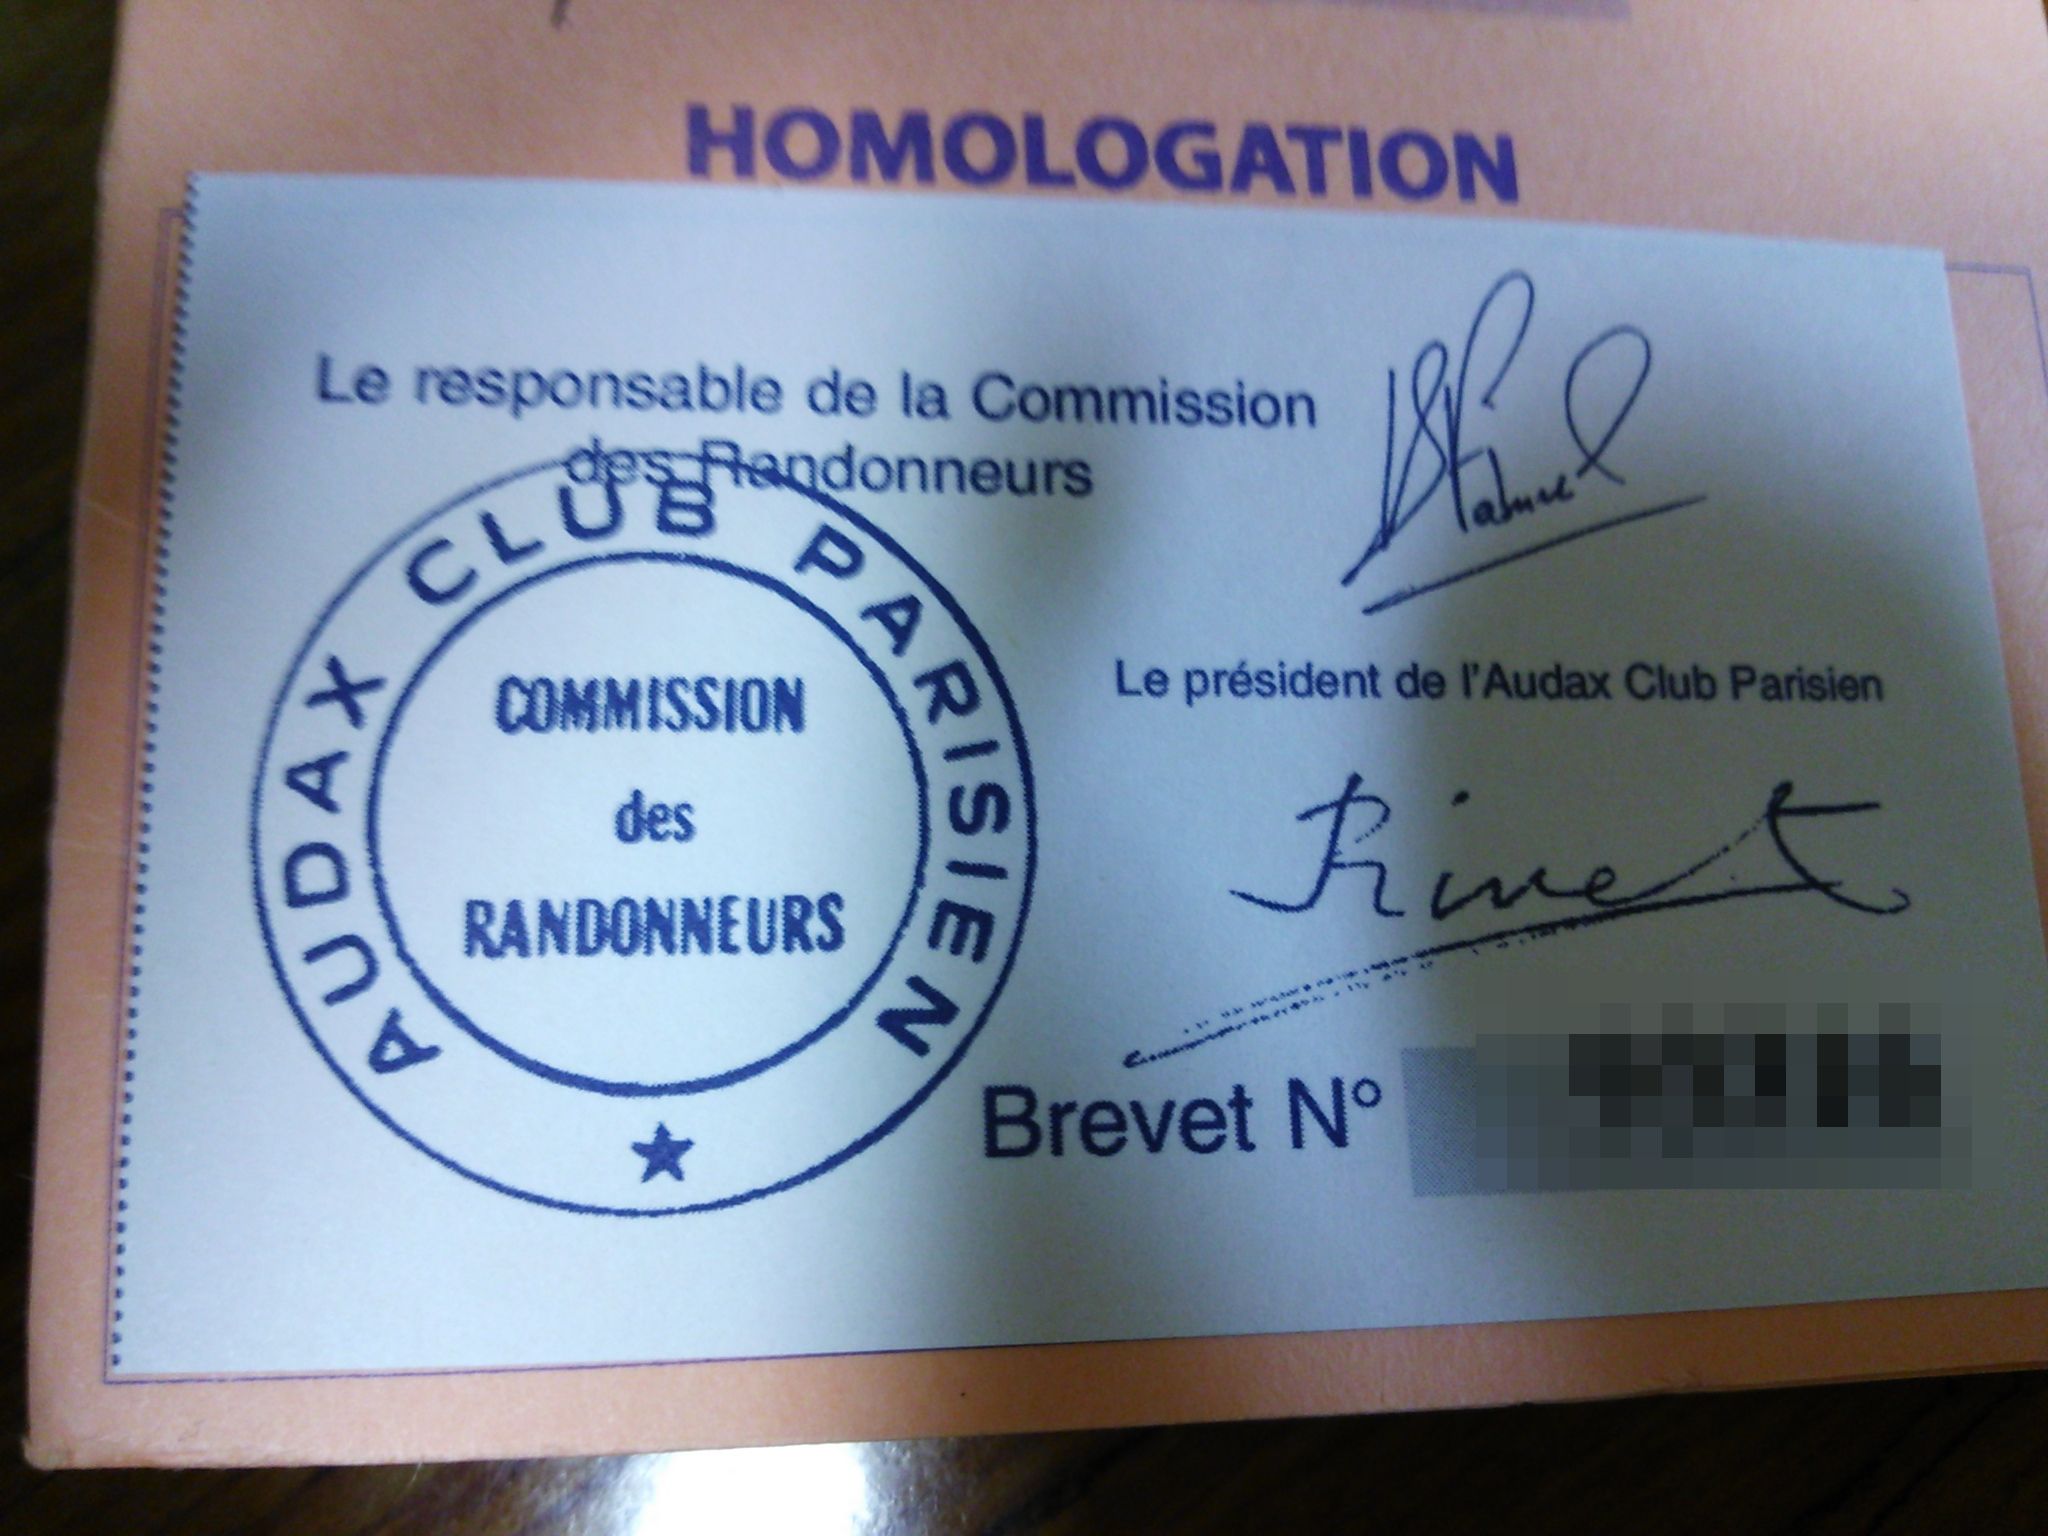 HOMOLOGATION
Le responsable de la Commission
des Randonneurs
AUDAX CLUB PARISIEN
COMMISSION
des
RANDONNEURS
Le président de l'Audax Club Parisien
Brevet N°